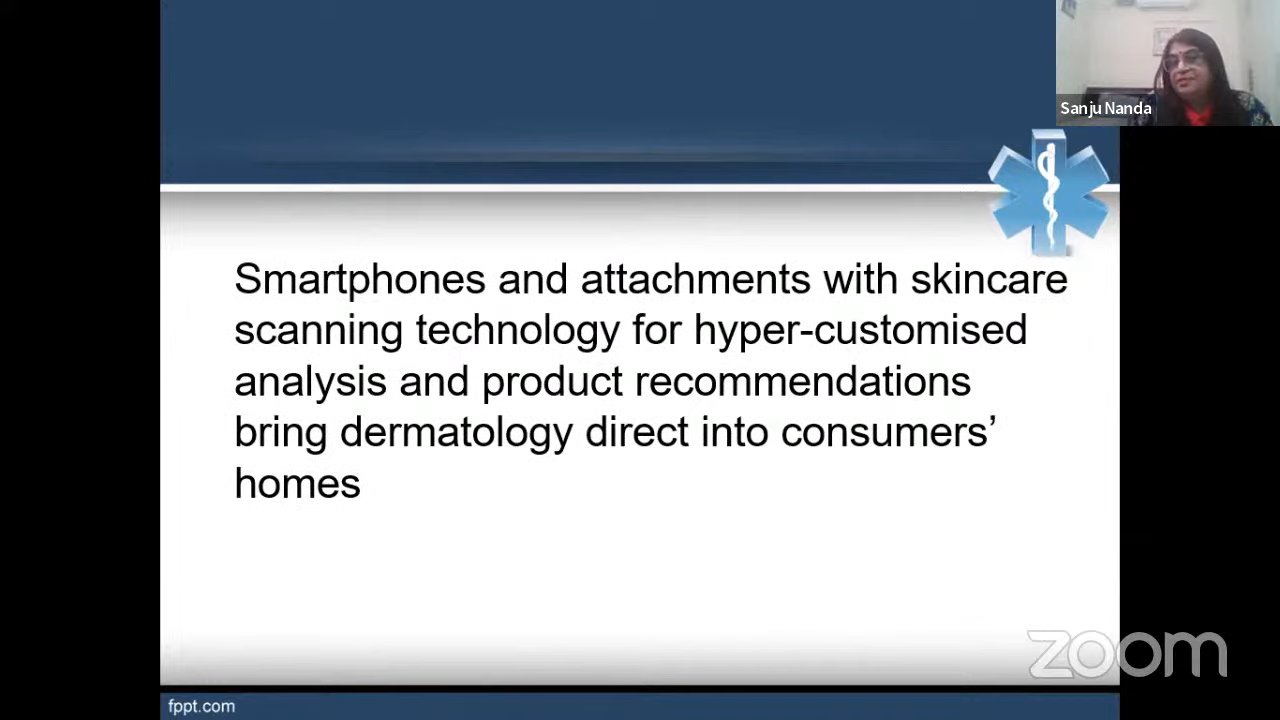 Sanju Nanda
Smartphones and attachments with skincare
scanning technology for hyper-customised
analysis and product recommendations
bring dermatology direct into consumers’
homes
zoom
fppt.com